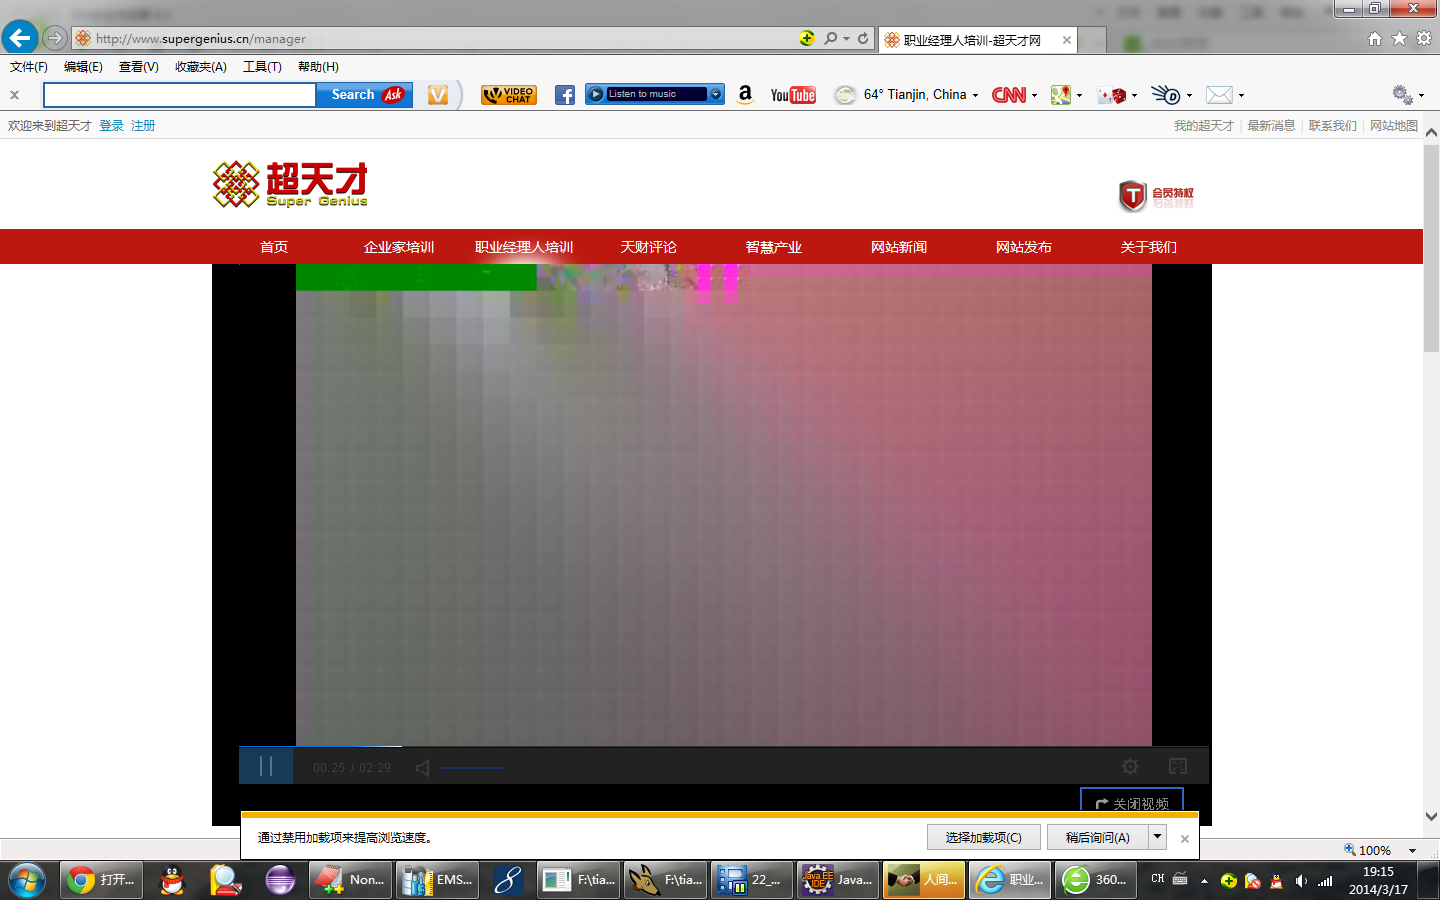 http://www.supergenius.cn/manager
职业经理人培训-超天才网
文件(F) 编辑(E) 查看(V) 收藏夹(A) 工具(T) 帮助(H)
x Search Ask V VIDEO CHAT f Listen to music a YouTube 64° Tianjin, China CNN
欢迎来到超天才 登录 注册
我的超天才 | 最新消息 | 联系我们 | 网站地图
超天才
Super Genius
T 会员特权
首页 企业家培训 职业经理人培训 天财评论 智慧产业 网站新闻 网站发布 关于我们
00:25 / 02:29
关闭视频
通过禁用加载项来提高浏览速度。 选择加载项(C) 稍后询问(A)
100%
打开... Non... EMS... F:\tia... F:\tia... 22_... Java EE IDE Java... 人间... 职业... 360... CH
19:15
2014/3/17